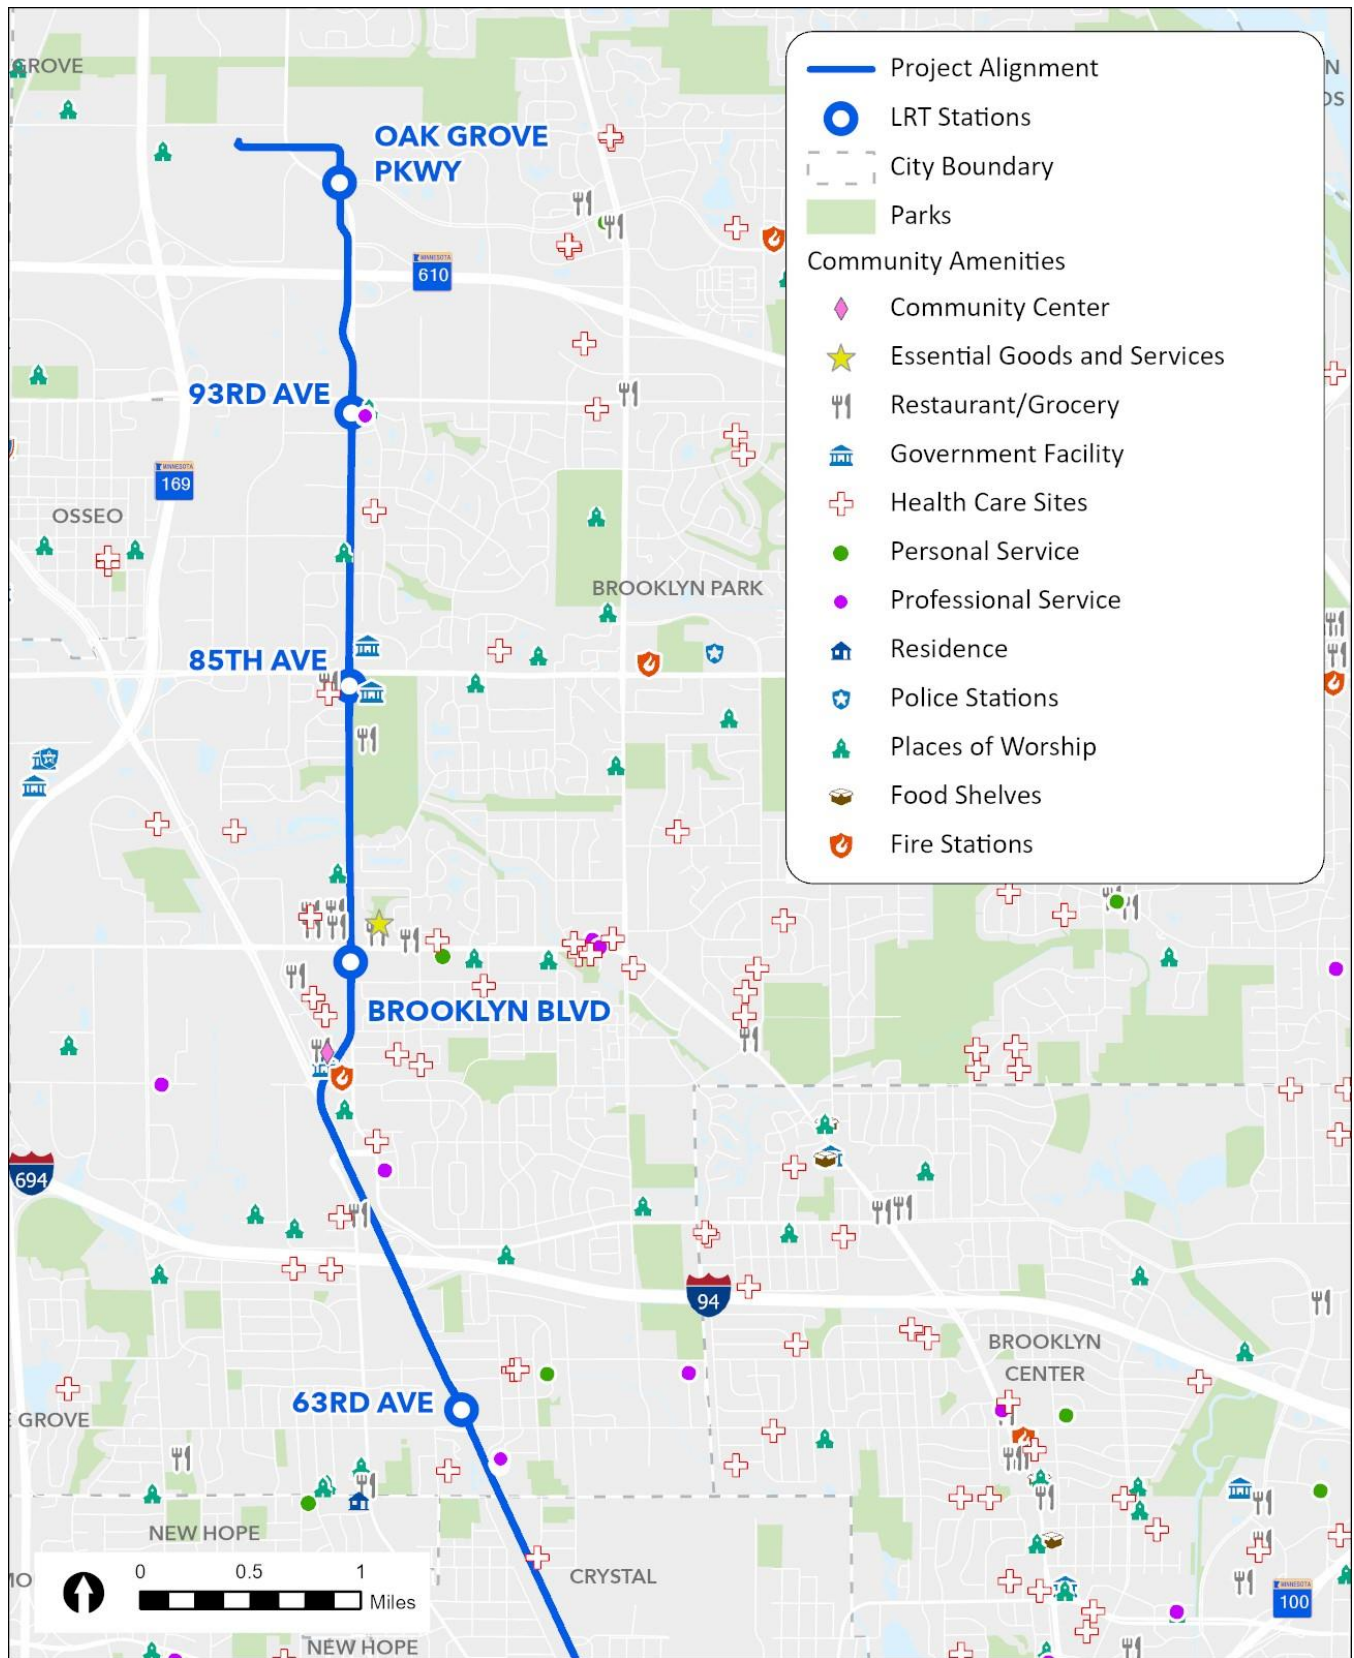 GROVE
OAK GROVE
PKWY
MINNESOTA
610
93RD AVE
MINNESOTA
169
OSSEO
BROOKLYN PARK
85TH AVE
BROOKLYN BLVD
694
94
BROOKLYN
CENTER
63RD AVE
E GROVE
NEW HOPE
CRYSTAL
NEW HOPE
MINNESOTA
100
0 0.5 1
Miles
Project Alignment
LRT Stations
City Boundary
Parks
Community Amenities
Community Center
Essential Goods and Services
Restaurant/Grocery
Government Facility
Health Care Sites
Personal Service
Professional Service
Residence
Police Stations
Places of Worship
Food Shelves
Fire Stations